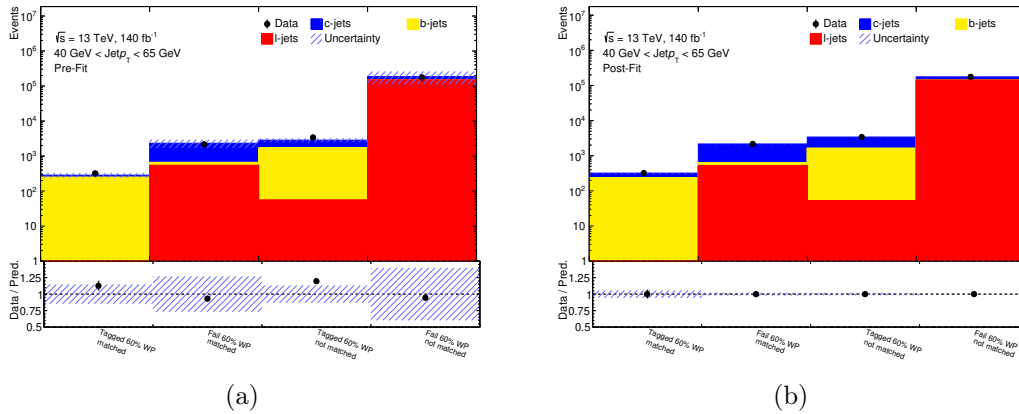 Events
10⁷
10⁶
10⁵
10⁴
10³
10²
10
1
√s = 13 TeV, 140 fb⁻¹
40 GeV < Jet p_T < 65 GeV
Pre-Fit
Data
c-jets
b-jets
l-jets
Uncertainty
Data / Pred.
1.25
1
0.75
0.5
Tagged 60% WP
matched
Fail 60% WP
matched
Tagged 60% WP
not matched
Fail 60% WP
not matched
(a)
Events
10⁷
10⁶
10⁵
10⁴
10³
10²
10
1
√s = 13 TeV, 140 fb⁻¹
40 GeV < Jet p_T < 65 GeV
Post-Fit
Data
c-jets
b-jets
l-jets
Uncertainty
Data / Pred.
1.25
1
0.75
0.5
Tagged 60% WP
matched
Fail 60% WP
matched
Tagged 60% WP
not matched
Fail 60% WP
not matched
(b)